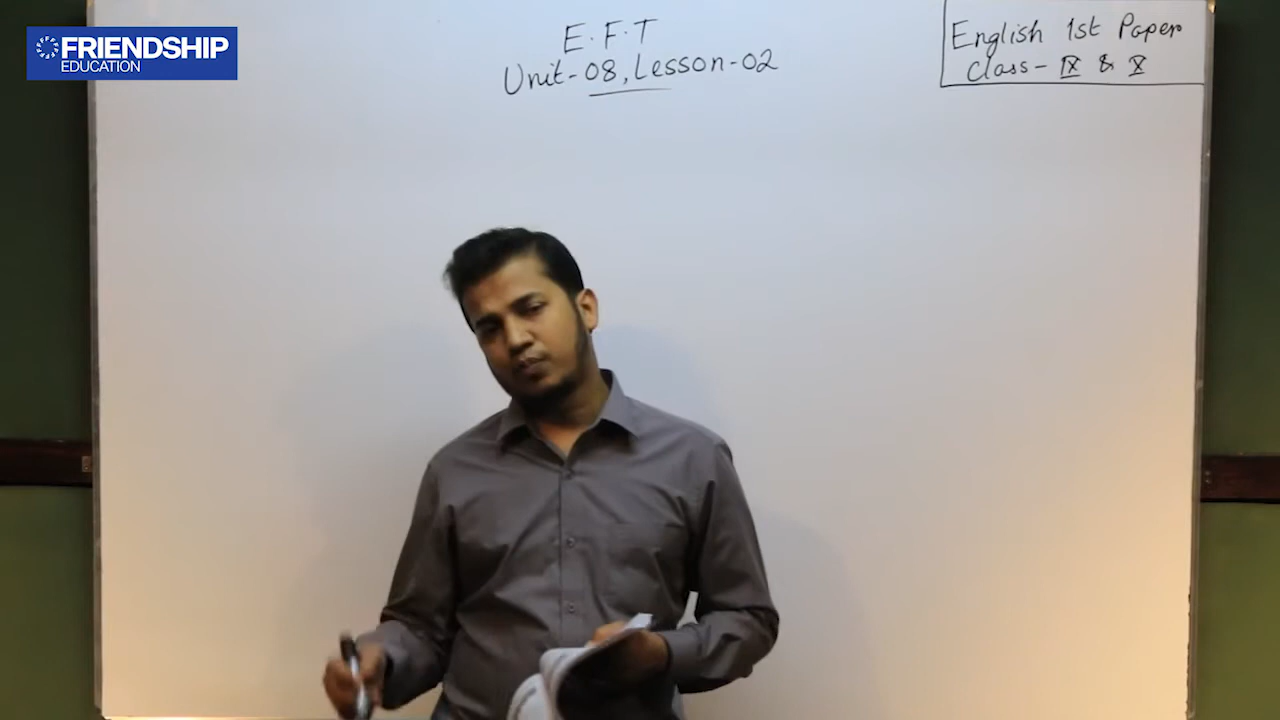 FRIENDSHIP
EDUCATION
E.F.T
Unit-08, Lesson-02
English 1st Paper
Class- IX & X